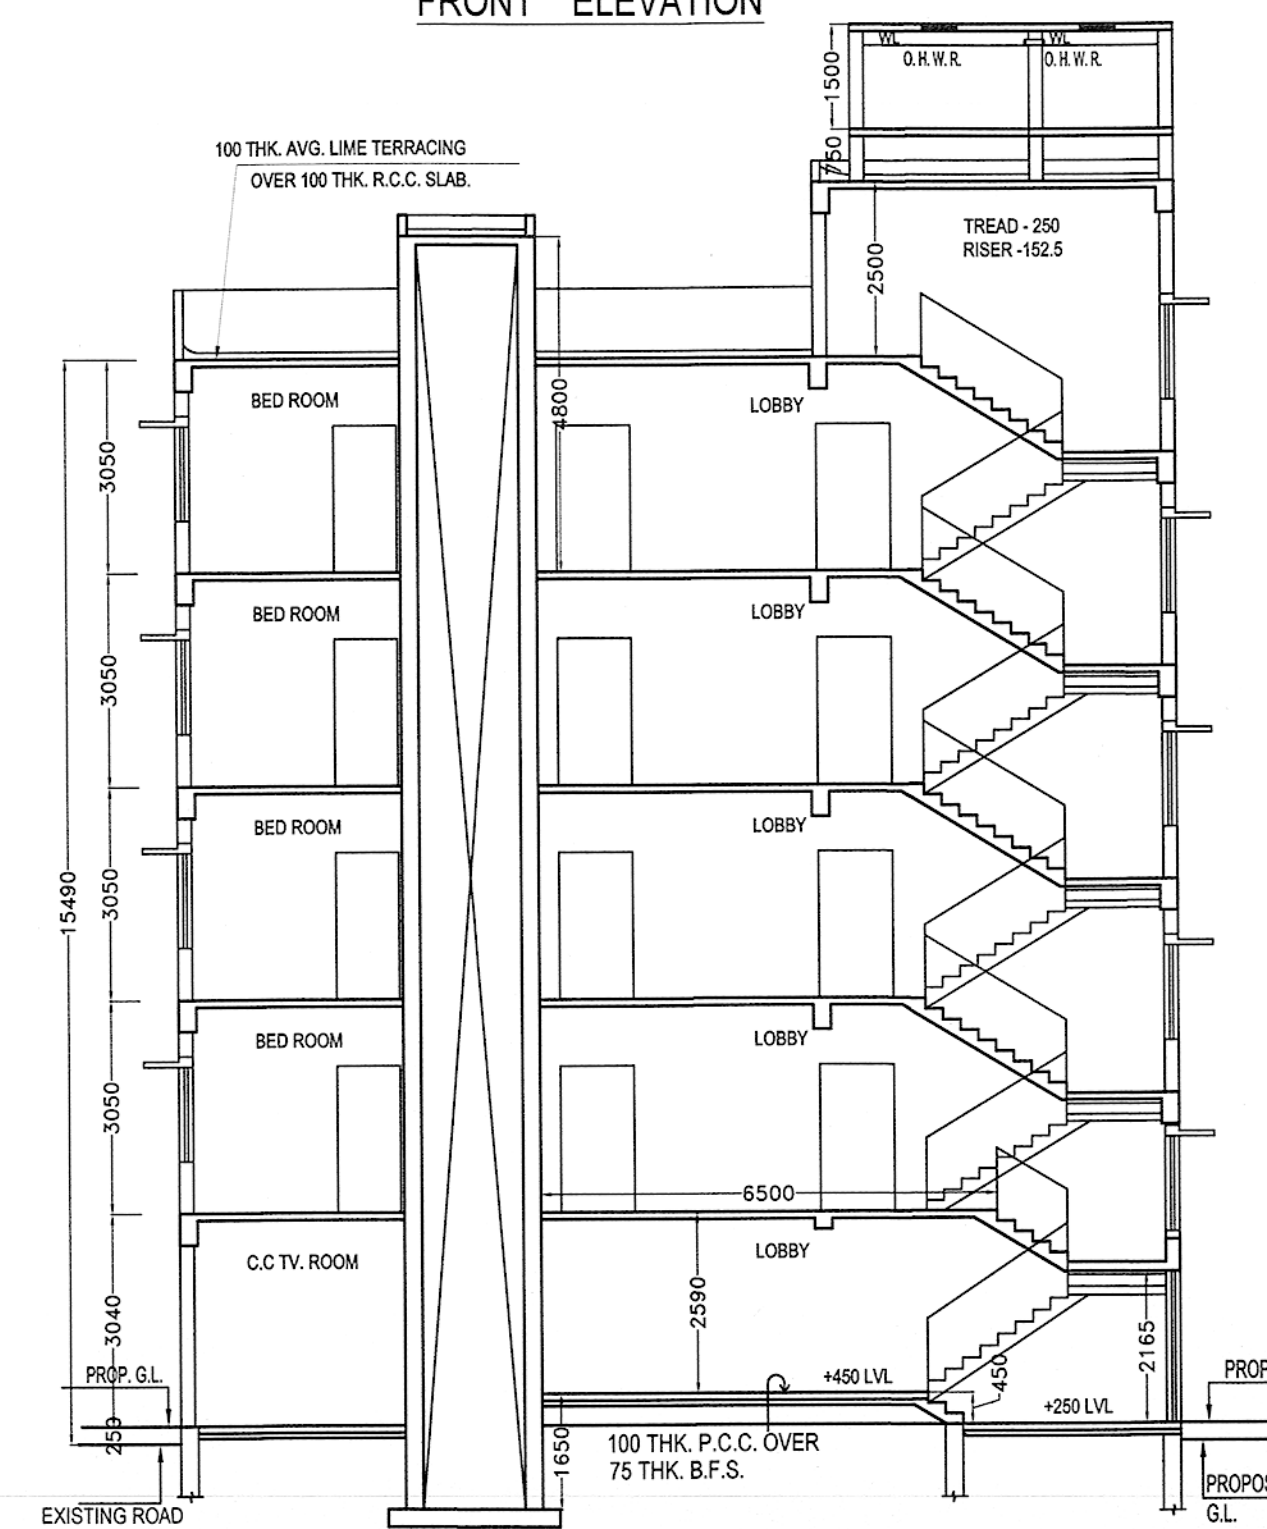 FRONT ELEVATION
WL
WL
O.H.W.R.
O.H.W.R.
1500
750
100 THK. AVG. LIME TERRACING
OVER 100 THK. R.C.C. SLAB.
TREAD - 250
RISER -152.5
2500
4800
BED ROOM
LOBBY
3050
BED ROOM
LOBBY
3050
BED ROOM
LOBBY
15490
3050
BED ROOM
LOBBY
3050
6500
C.C TV. ROOM
LOBBY
2590
3040
2165
450
PROP. G.L.
+450 LVL
PROP
+250 LVL
1650
100 THK. P.C.C. OVER
75 THK. B.F.S.
EXISTING ROAD
PROPOS
G.L.